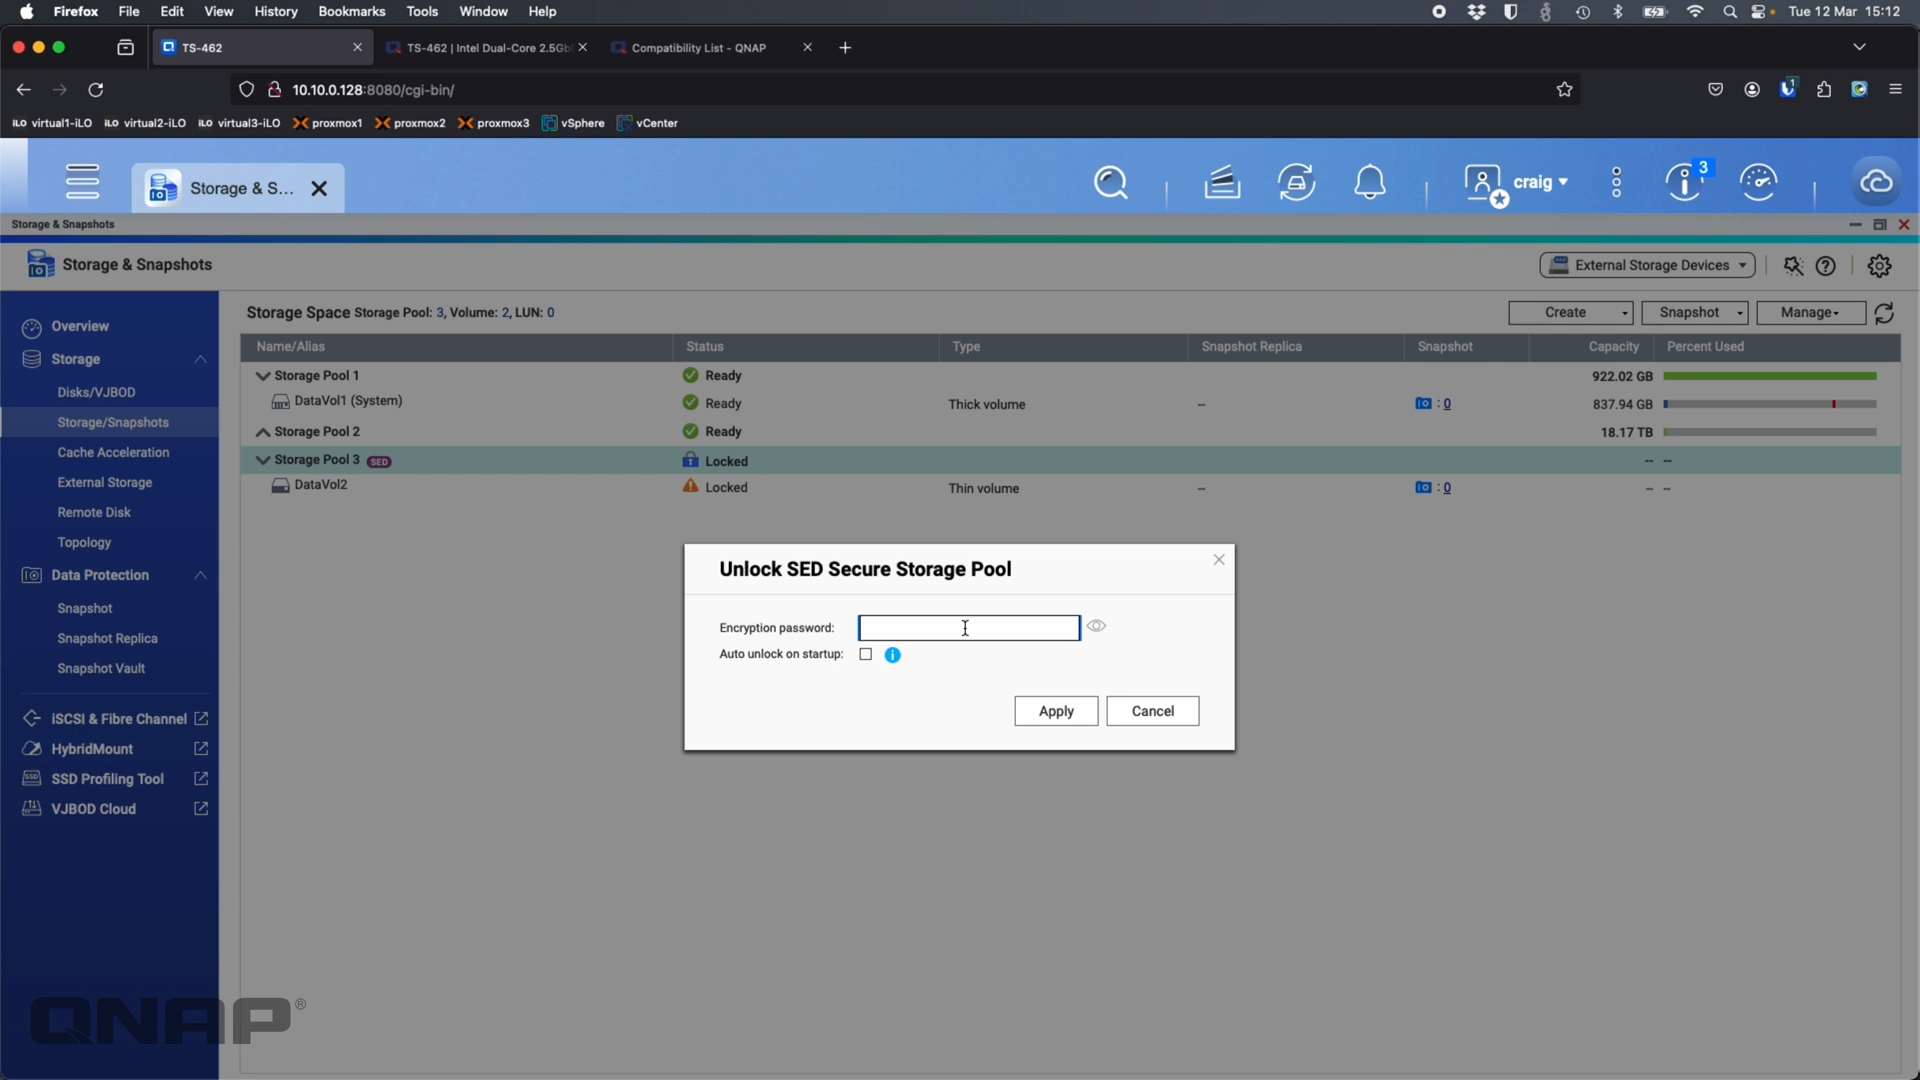 Firefox File Edit View History Bookmarks Tools Window Help Tue 12 Mar 15:12
TS-462 TS-462 | Intel Dual-Core 2.5Gb Compatibility List - QNAP
10.10.0.128:8080/cgi-bin/
iLO virtual1-iLO iLO virtual2-iLO iLO virtual3-iLO proxmox1 proxmox2 proxmox3 vSphere vCenter
Storage & S... craig 3
Storage & Snapshots
Storage & Snapshots External Storage Devices
Overview
Storage
Disks/VJBOD
Storage/Snapshots
Cache Acceleration
External Storage
Remote Disk
Topology
Data Protection
Snapshot
Snapshot Replica
Snapshot Vault
iSCSI & Fibre Channel
HybridMount
SSD Profiling Tool
VJBOD Cloud
Storage Space Storage Pool: 3, Volume: 2, LUN: 0 Create Snapshot Manage
Name/Alias Status Type Snapshot Replica Snapshot Capacity Percent Used
Storage Pool 1 Ready 922.02 GB
DataVol1 (System) Ready Thick volume -- : 0 837.94 GB
Storage Pool 2 Ready 18.17 TB
Storage Pool 3 SED Locked -- --
DataVol2 Locked Thin volume -- : 0 -- --
Unlock SED Secure Storage Pool
Encryption password:
Auto unlock on startup:
Apply Cancel
QNAP®